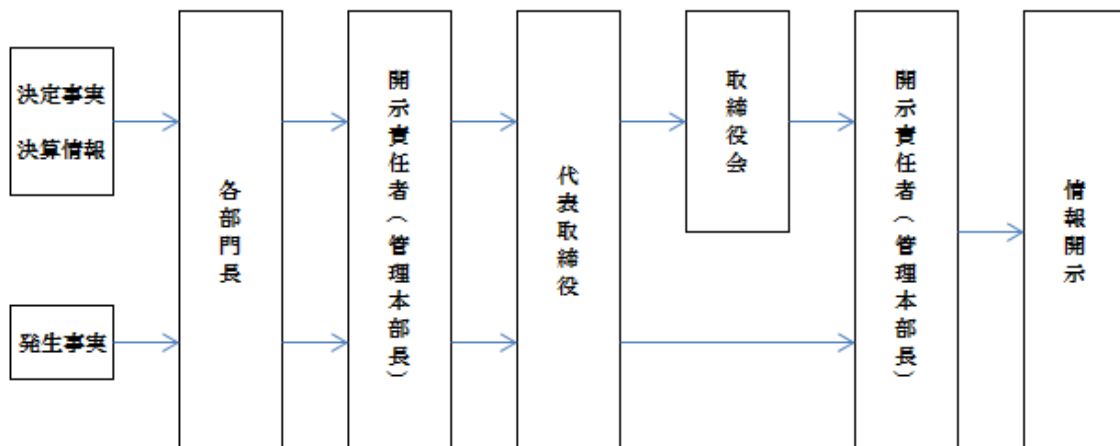 決定事実
決算情報
発生事実
各部門長
開示責任者（管理本部長）
代表取締役
取締役会
開示責任者（管理本部長）
情報開示